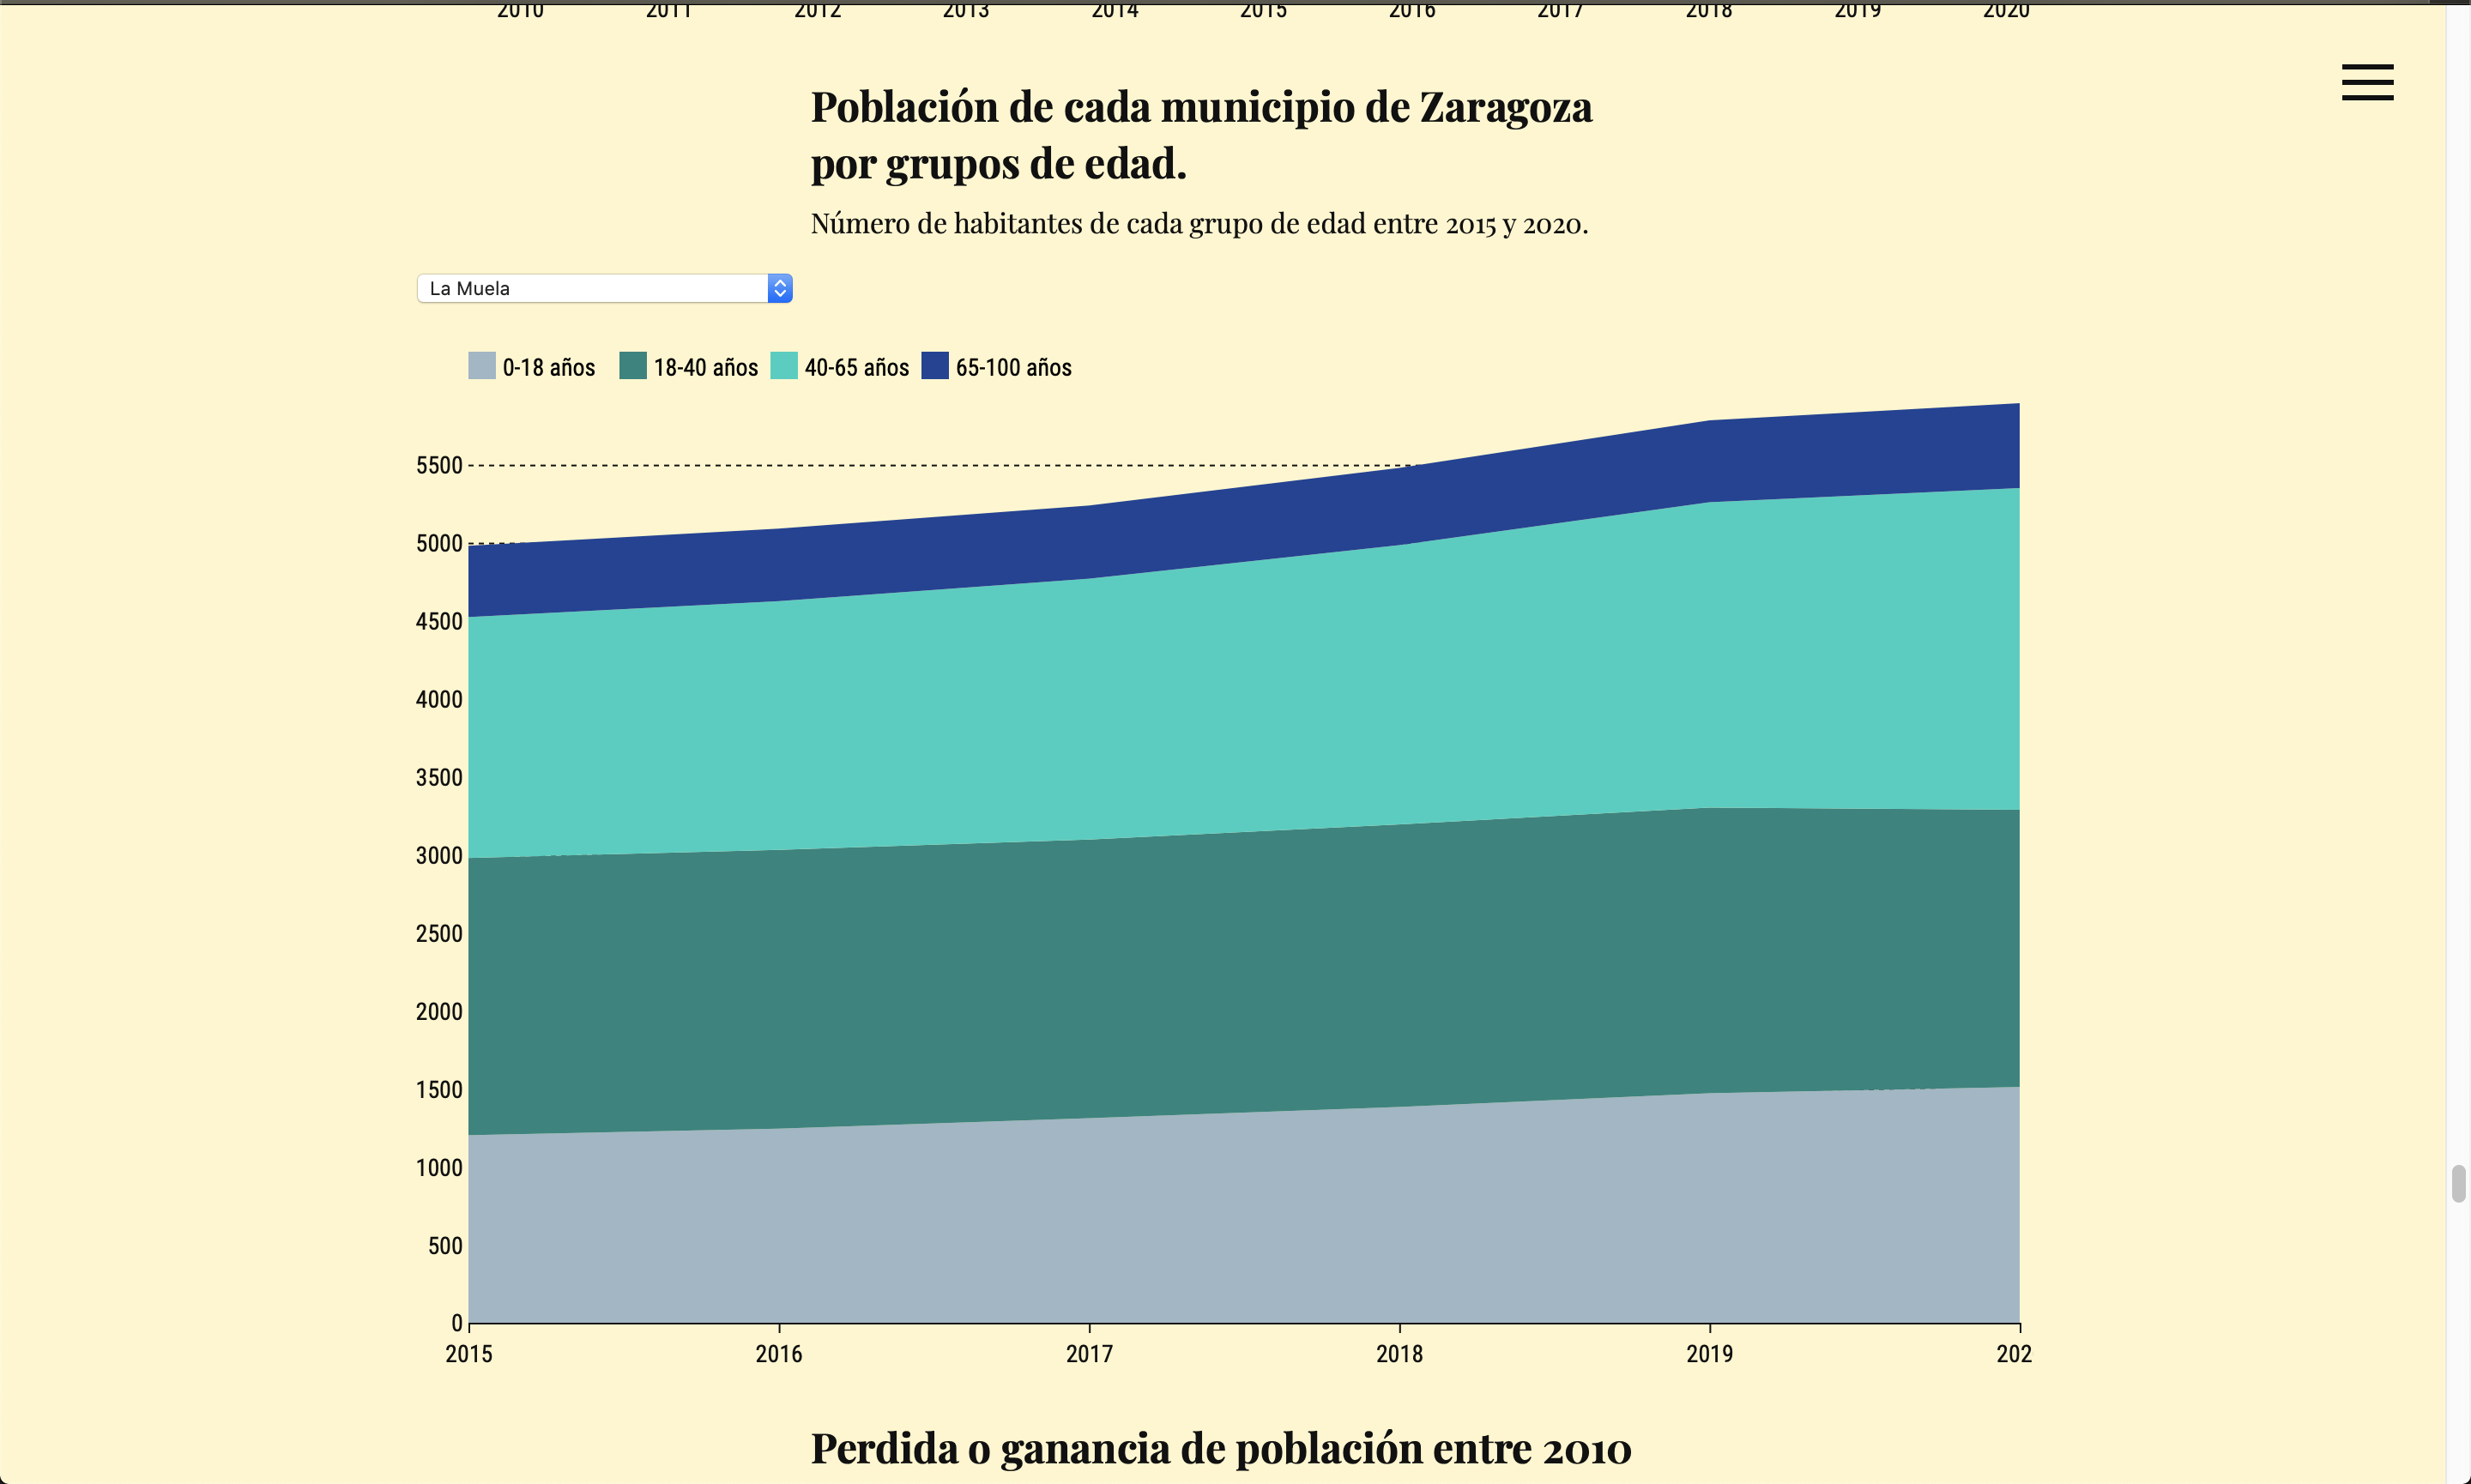 2010 2011 2012 2013 2014 2015 2016 2017 2018 2019 2020
Población de cada municipio de Zaragoza
por grupos de edad.
Número de habitantes de cada grupo de edad entre 2015 y 2020.
La Muela
0-18 años 18-40 años 40-65 años 65-100 años
5500
5000
4500
4000
3500
3000
2500
2000
1500
1000
500
0
2015 2016 2017 2018 2019 202
Perdida o ganancia de población entre 2010